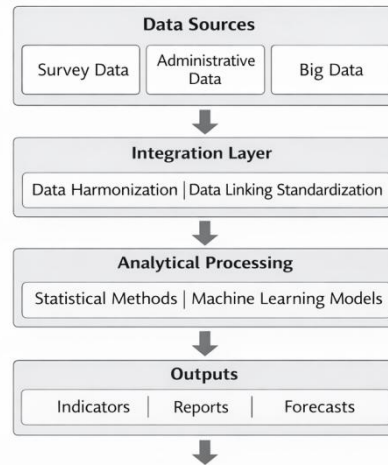 Data Sources
Survey Data
Administrative
Data
Big Data
Integration Layer
Data Harmonization | Data Linking Standardization
Analytical Processing
Statistical Methods | Machine Learning Models
Outputs
Indicators | Reports | Forecasts